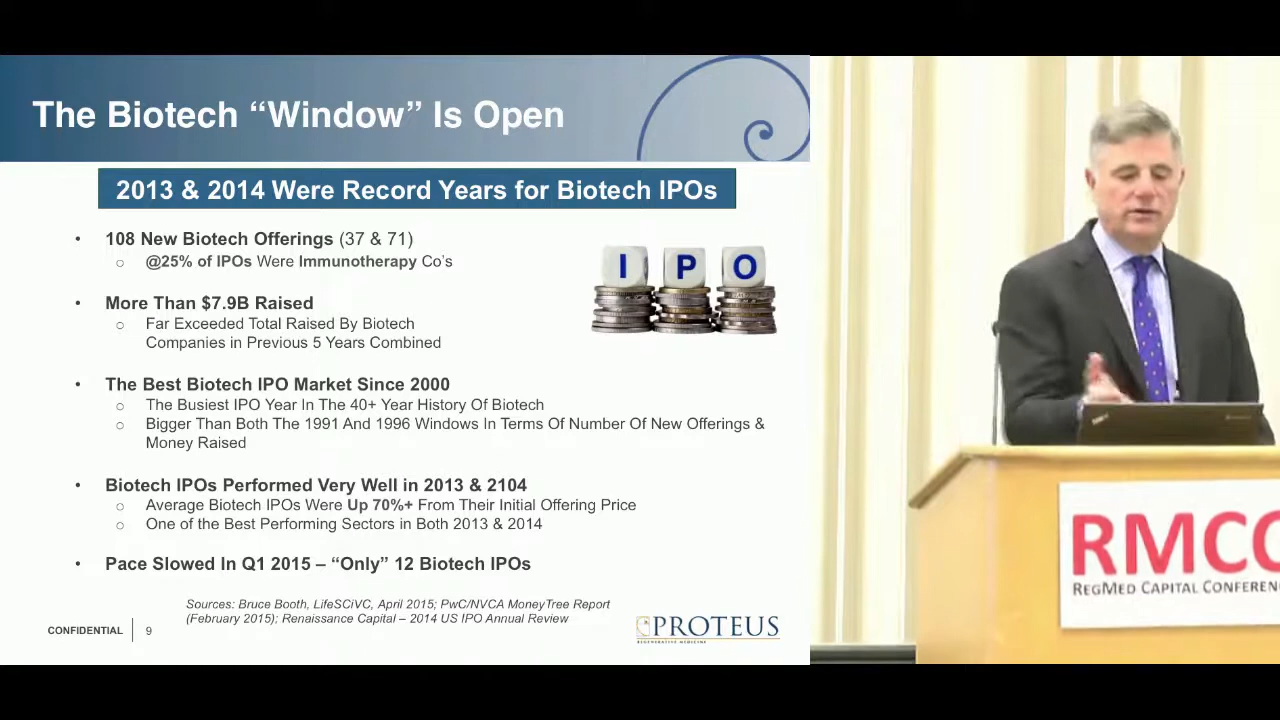 The Biotech “Window” Is Open
2013 & 2014 Were Record Years for Biotech IPOs
• 108 New Biotech Offerings (37 & 71)
o @25% of IPOs Were Immunotherapy Co’s
• More Than $7.9B Raised
o Far Exceeded Total Raised By Biotech
Companies in Previous 5 Years Combined
I P O
• The Best Biotech IPO Market Since 2000
o The Busiest IPO Year In The 40+ Year History Of Biotech
o Bigger Than Both The 1991 And 1996 Windows In Terms Of Number Of New Offerings &
Money Raised
• Biotech IPOs Performed Very Well in 2013 & 2104
o Average Biotech IPOs Were Up 70%+ From Their Initial Offering Price
o One of the Best Performing Sectors in Both 2013 & 2014
• Pace Slowed In Q1 2015 – “Only” 12 Biotech IPOs
Sources: Bruce Booth, LifeSCiVC, April 2015; PwC/NVCA MoneyTree Report
(February 2015); Renaissance Capital – 2014 US IPO Annual Review
CONFIDENTIAL 9
PROTEUS
REGENERATIVE MEDICINE
RMCC
REGMED CAPITAL CONFEREN